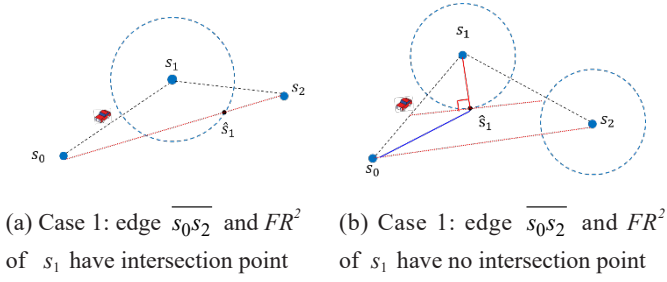 s₁
s₂
ŝ₁
s₀
s₁
s₂
ŝ₁
s₀
(a) Case 1: edge s₀s₂ and FR² of s₁ have intersection point
(b) Case 1: edge s₀s₂ and FR² of s₁ have no intersection point